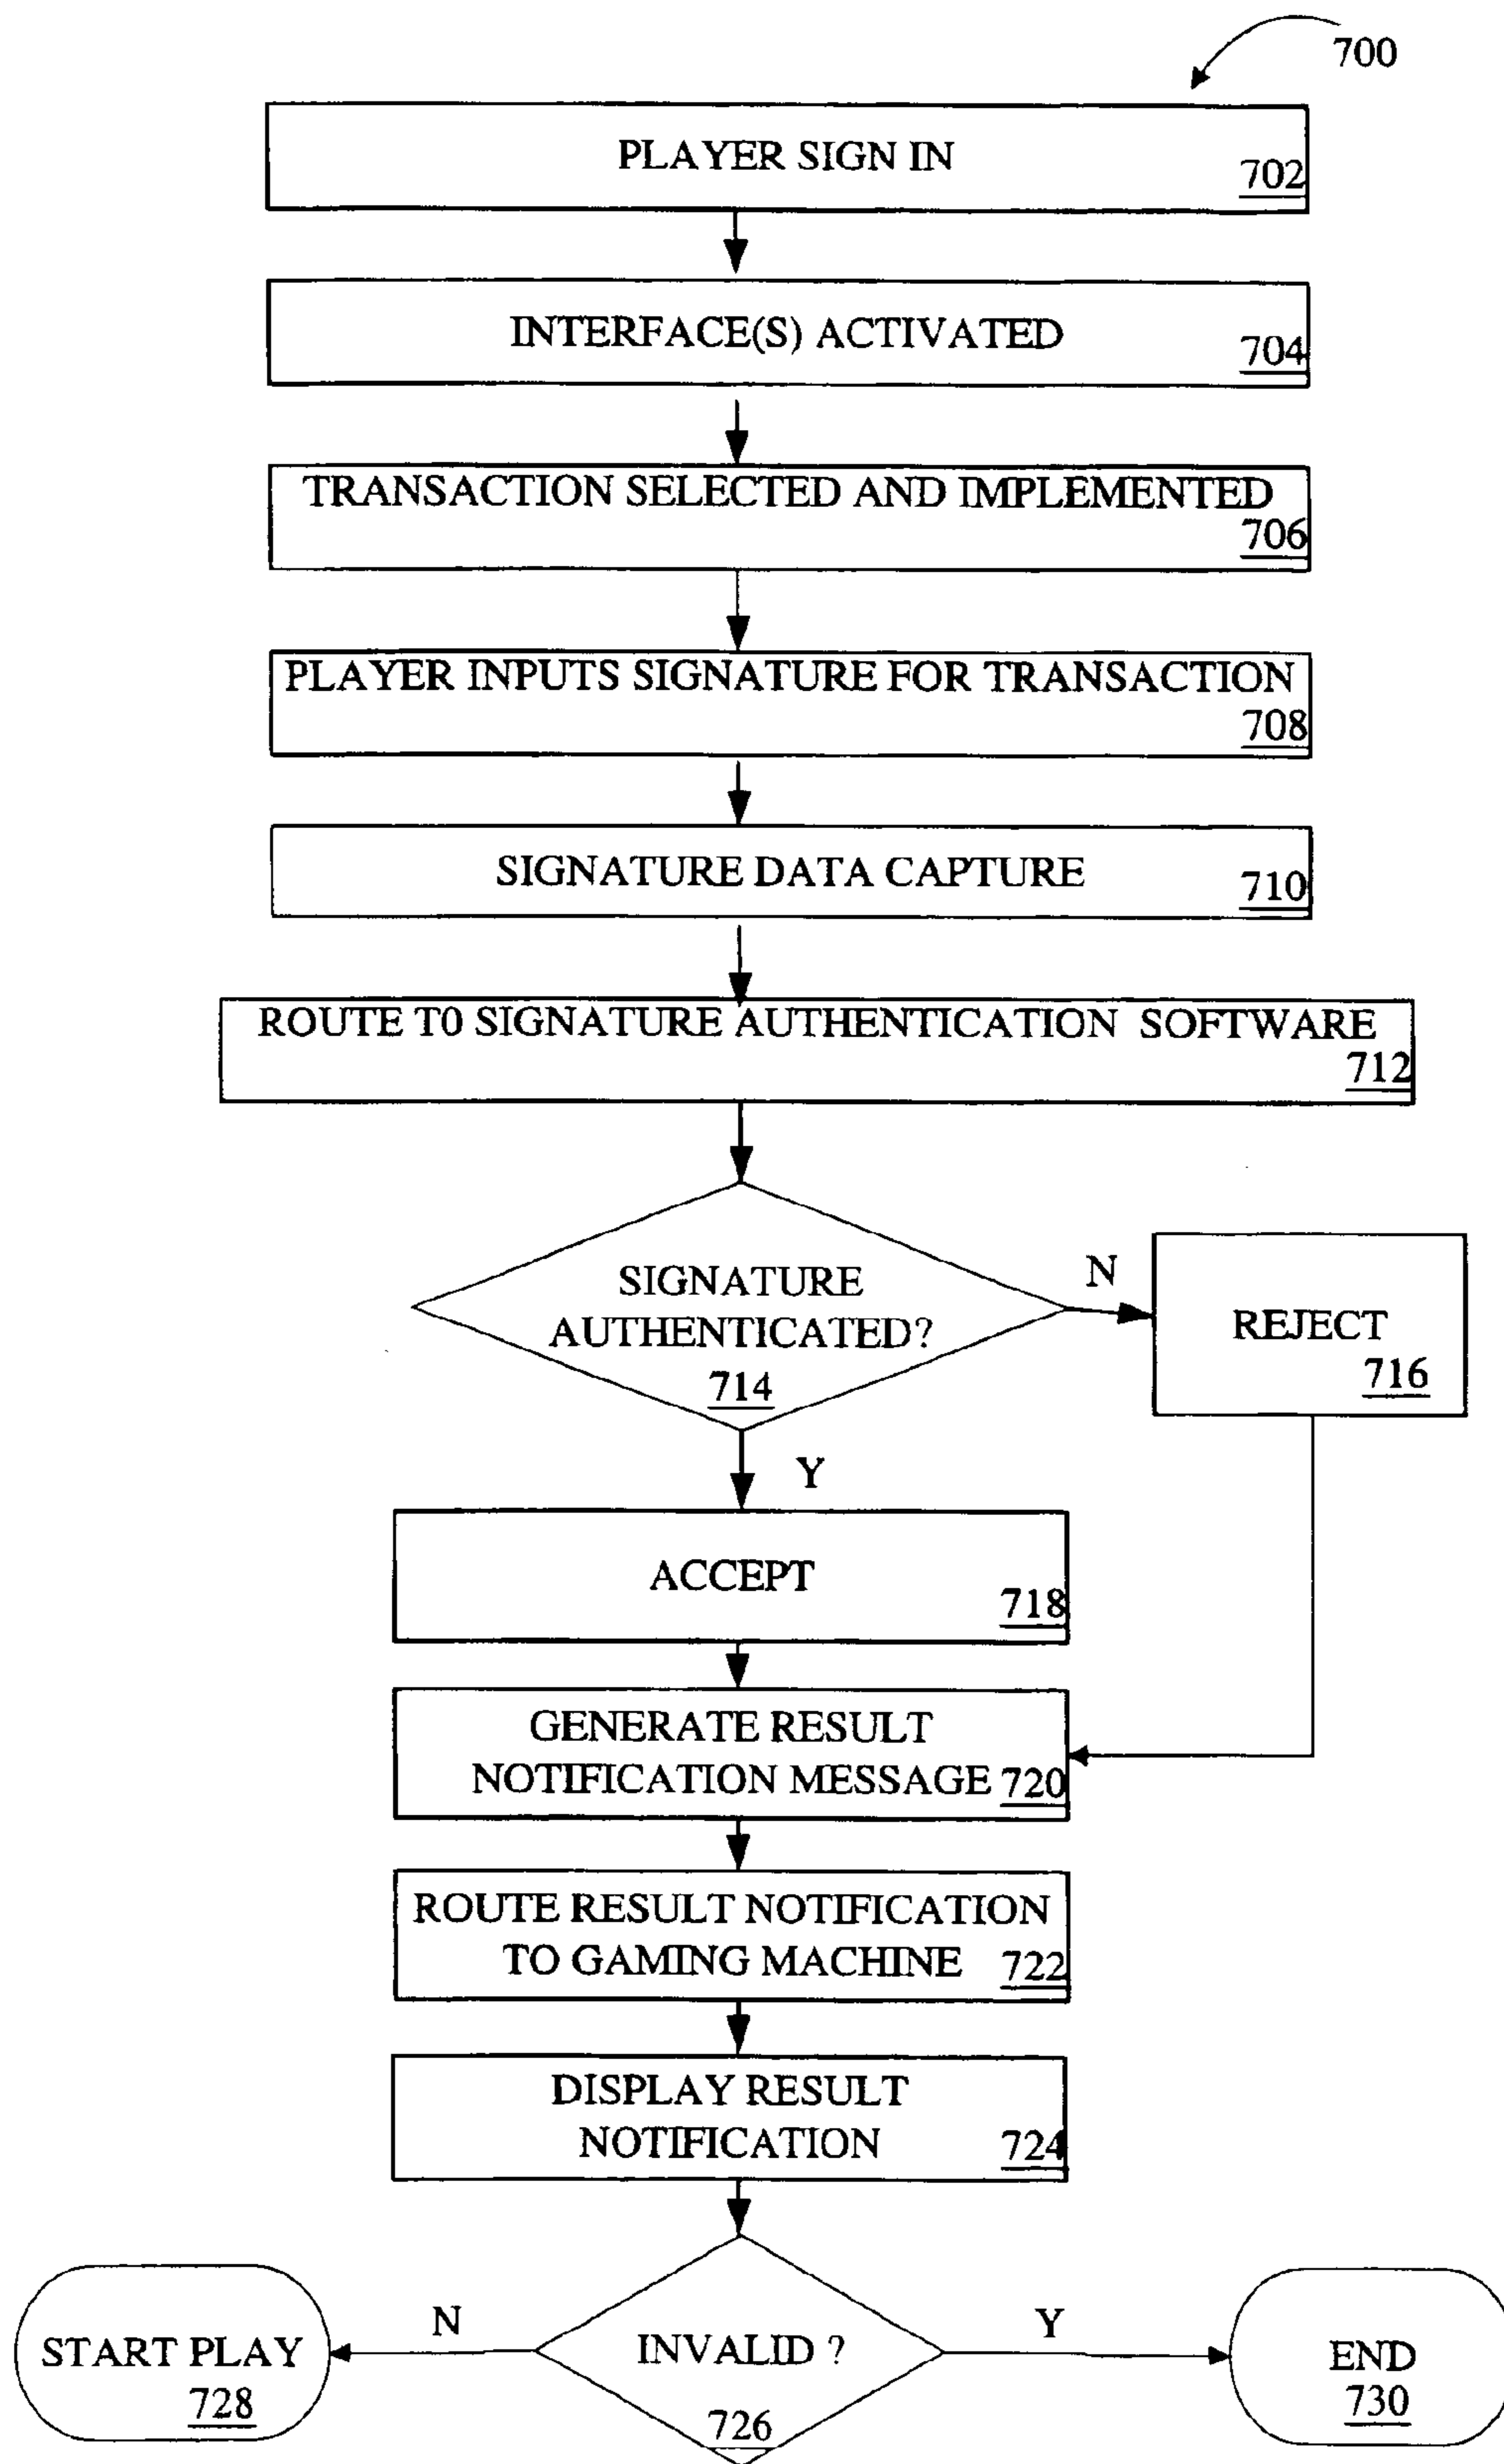 700
PLAYER SIGN IN
702
INTERFACE(S) ACTIVATED
704
TRANSACTION SELECTED AND IMPLEMENTED
706
PLAYER INPUTS SIGNATURE FOR TRANSACTION
708
SIGNATURE DATA CAPTURE
710
ROUTE T0 SIGNATURE AUTHENTICATION SOFTWARE
712
SIGNATURE
AUTHENTICATED?
714
N
REJECT
716
Y
ACCEPT
718
GENERATE RESULT
NOTIFICATION MESSAGE 720
ROUTE RESULT NOTIFICATION
TO GAMING MACHINE 722
DISPLAY RESULT
NOTIFICATION 724
INVALID ?
726
N
START PLAY
728
Y
END
730